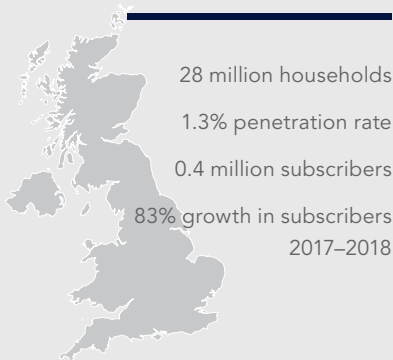 28 million households
1.3% penetration rate
0.4 million subscribers
83% growth in subscribers
2017–2018